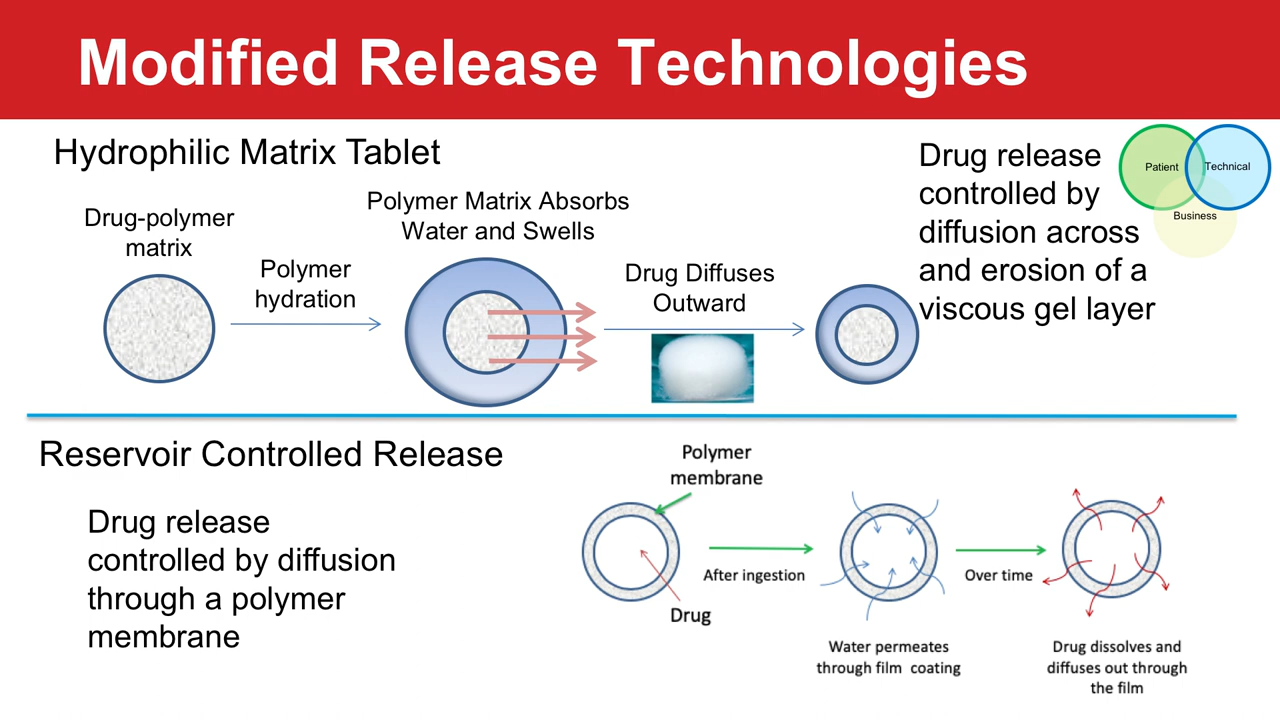 Modified Release Technologies
Hydrophilic Matrix Tablet
Drug-polymer
matrix
Polymer
hydration
Polymer Matrix Absorbs
Water and Swells
Drug Diffuses
Outward
Drug release
controlled by
diffusion across
and erosion of a
viscous gel layer
Patient
Technical
Business
Reservoir Controlled Release
Drug release
controlled by diffusion
through a polymer
membrane
Polymer
membrane
Drug
After ingestion
Water permeates
through film coating
Over time
Drug dissolves and
diffuses out through
the film